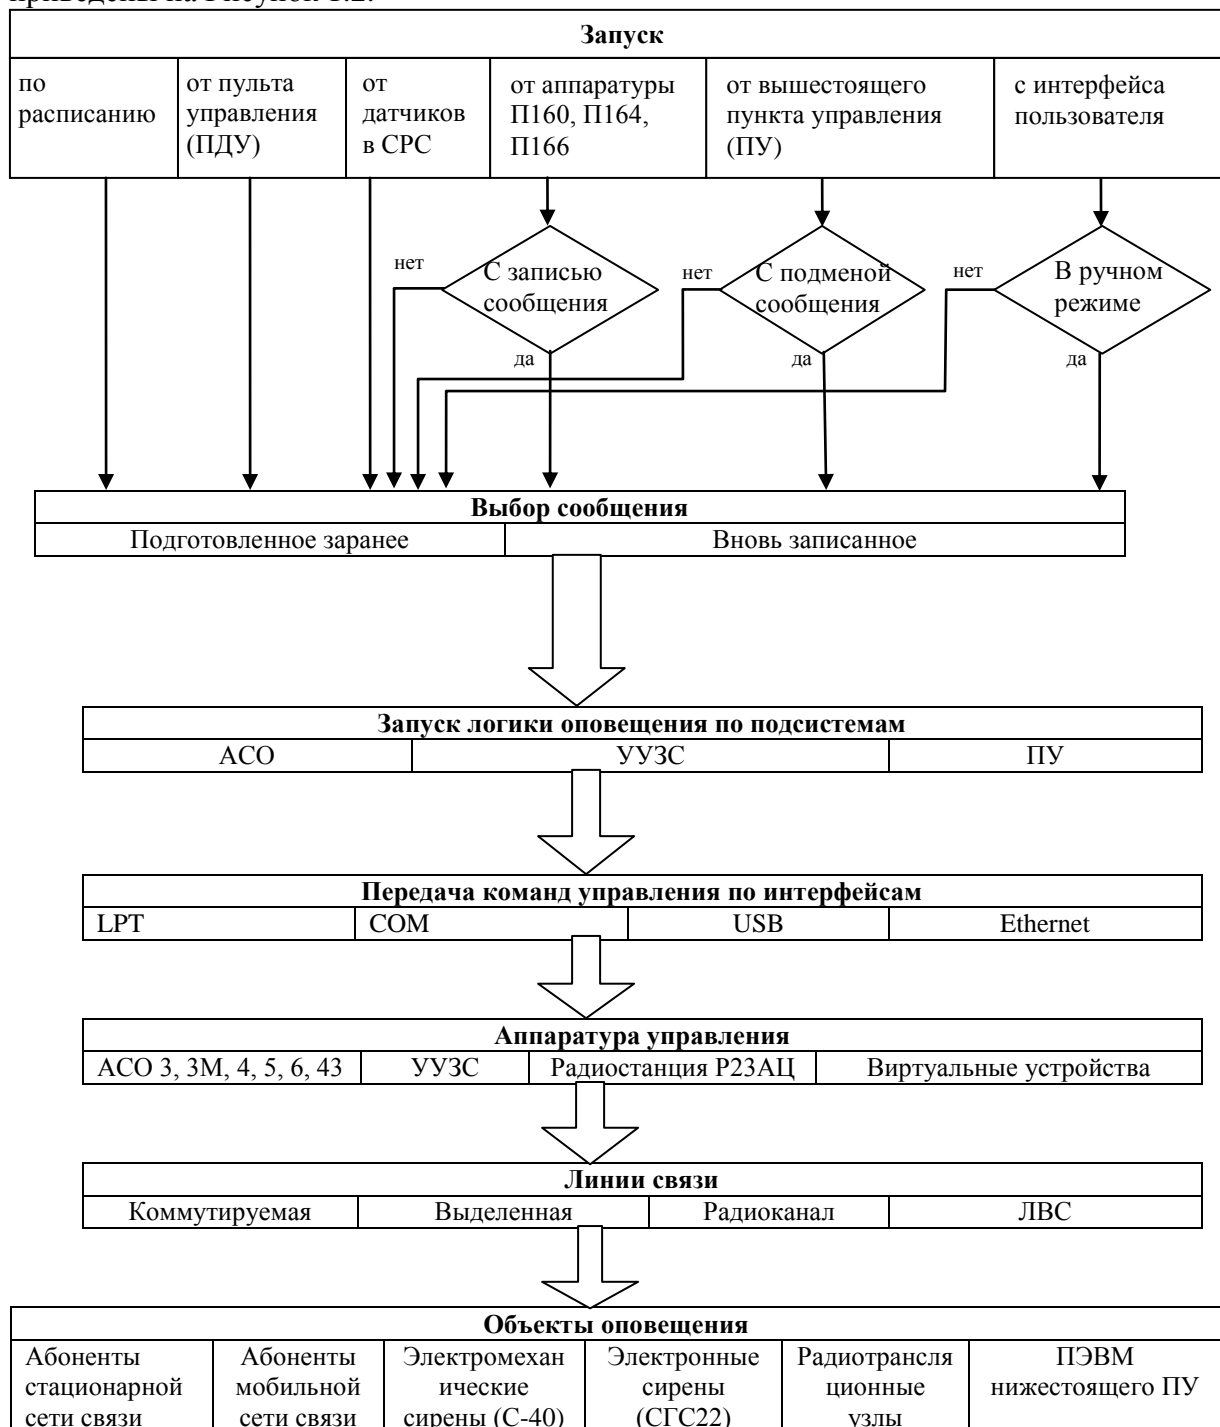 приведены на Рисунок 1.2.
Запуск
по
расписанию
от пульта
управления
(ПДУ)
от
датчиков
в СРС
от аппаратуры
П160, П164,
П166
от вышестоящего
пункта управления
(ПУ)
с интерфейса
пользователя
нет
С записью
сообщения
да
нет
С подменой
сообщения
да
нет
В ручном
режиме
да
Выбор сообщения
Подготовленное заранее
Вновь записанное
Запуск логики оповещения по подсистемам
АСО
УУЗС
ПУ
Передача команд управления по интерфейсам
LPT
COM
USB
Ethernet
Аппаратура управления
АСО 3, 3М, 4, 5, 6, 43
УУЗС
Радиостанция Р23АЦ
Виртуальные устройства
Линии связи
Коммутируемая
Выделенная
Радиоканал
ЛВС
Объекты оповещения
Абоненты
стационарной
сети связи
Абоненты
мобильной
сети связи
Электромехан
ические
сирены (С-40)
Электронные
сирены
(СГС22)
Радиотрансля
ционные
узлы
ПЭВМ
нижестоящего ПУ